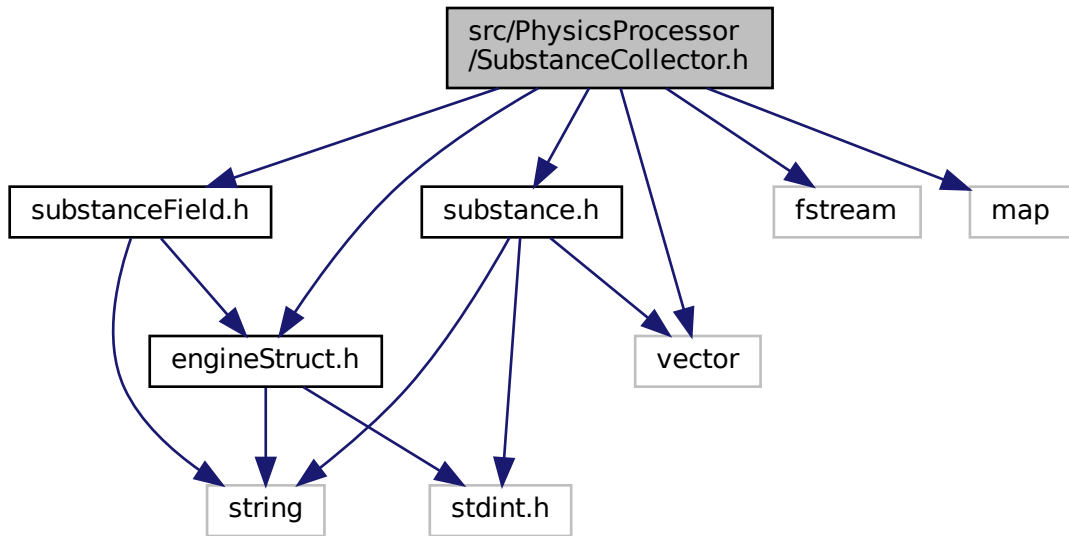 src/PhysicsProcessor
/SubstanceCollector.h
substanceField.h
substance.h
fstream
map
engineStruct.h
vector
string
stdint.h